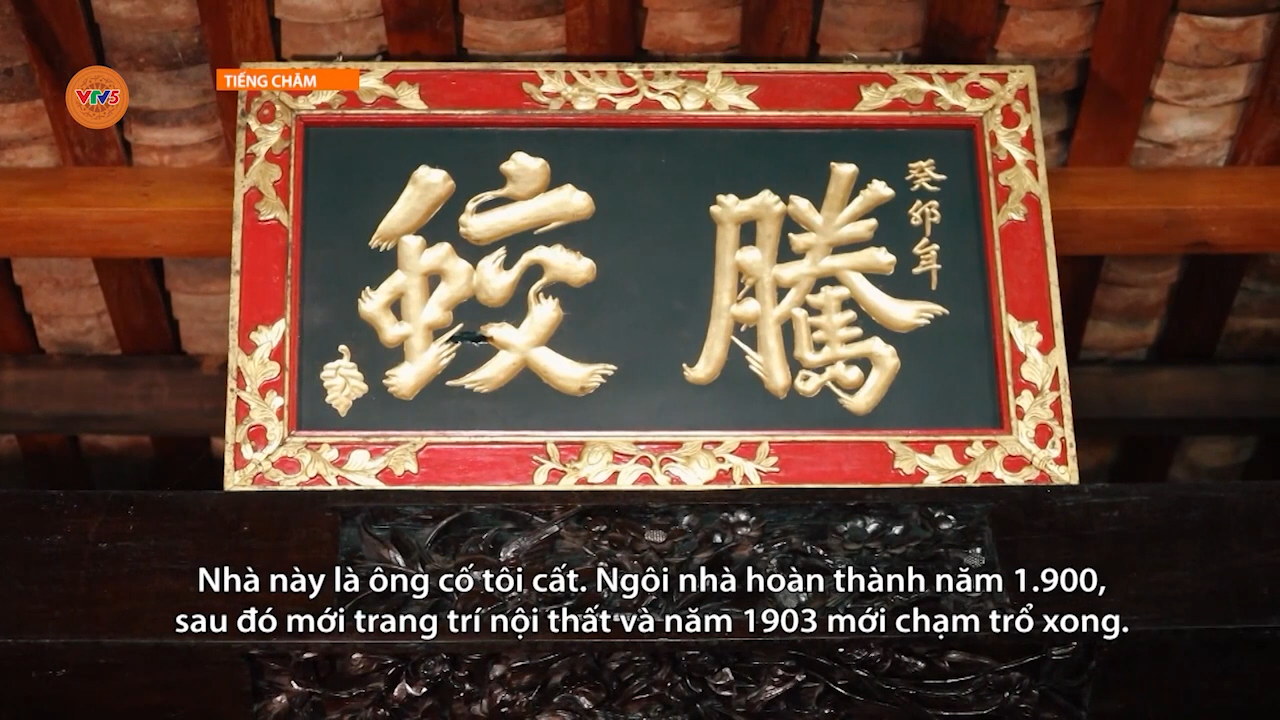 VTV5
TIẾNG CHĂM
騰蛟
癸卯年
Nhà này là ông cố tôi cất. Ngôi nhà hoàn thành năm 1.900,
sau đó mới trang trí nội thất và năm 1903 mới chạm trổ xong.